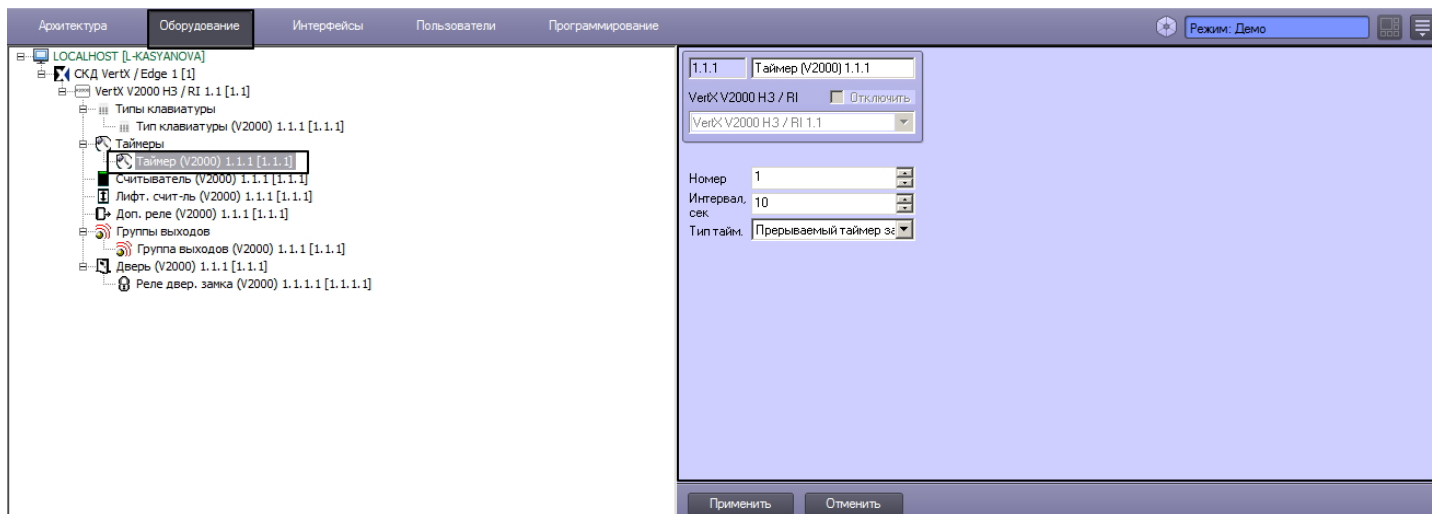 Архитектура Оборудование Интерфейсы Пользователи Программирование Режим: Демо
LOCALHOST [L-KASYANOVA]
СКД VertX / Edge 1 [1]
VertX V2000 H3 / RI 1.1 [1.1]
Типы клавиатуры
Тип клавиатуры (V2000) 1.1.1 [1.1.1]
Таймеры
Таймер (V2000) 1.1.1 [1.1.1]
Считыватель (V2000) 1.1.1 [1.1.1]
Лифт. счит-ль (V2000) 1.1.1 [1.1.1]
Доп. реле (V2000) 1.1.1 [1.1.1]
Группы выходов
Группа выходов (V2000) 1.1.1 [1.1.1]
Дверь (V2000) 1.1.1 [1.1.1]
Реле двер. замка (V2000) 1.1.1.1 [1.1.1.1]
1.1.1 Таймер (V2000) 1.1.1
VertX V2000 H3 / RI Отключить
VertX V2000 H3 / RI 1.1
Номер 1
Интервал, 10
сек
Тип тайм. Прерываемый таймер за
Применить Отменить